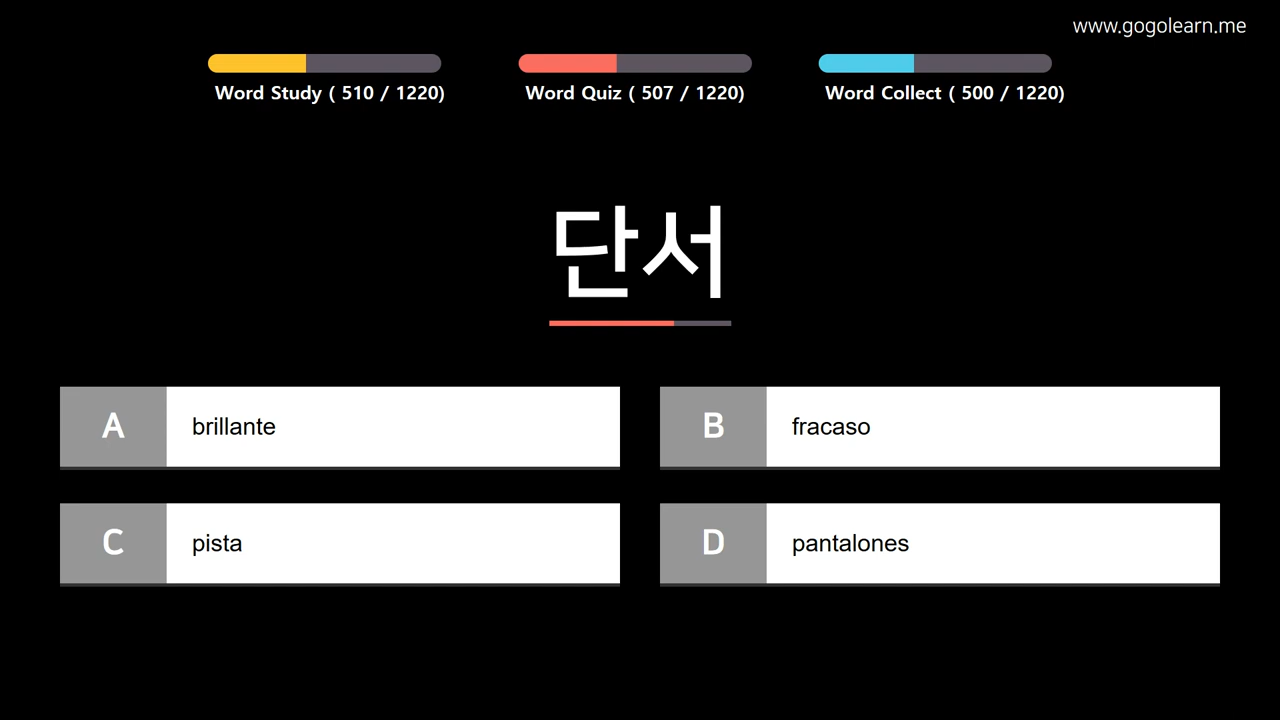 www.gogolearn.me
Word Study ( 510 / 1220)
Word Quiz ( 507 / 1220)
Word Collect ( 500 / 1220)
단서
A brillante
B fracaso
C pista
D pantalones